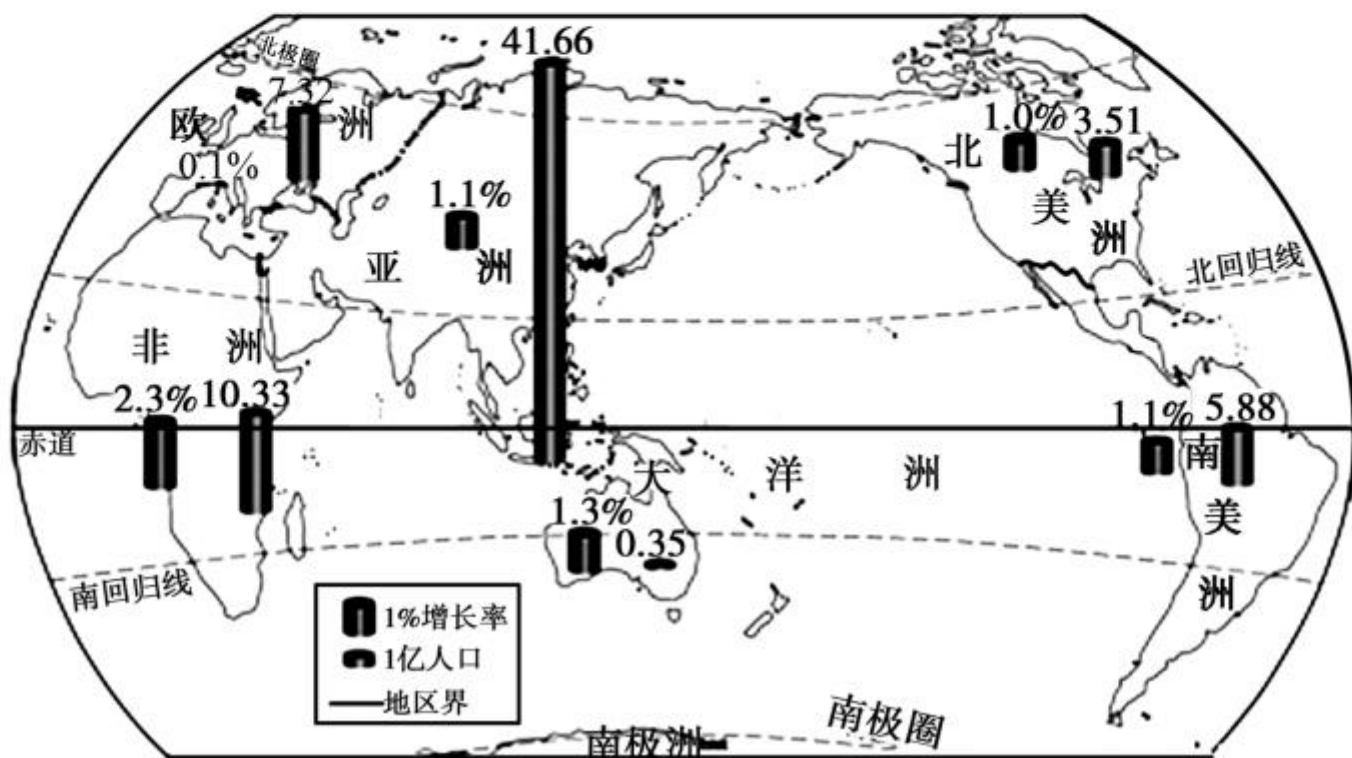 41.66
北极圈
7.32
欧 洲
0.1%
1.0% 3.51
北
美
洲
1.1%
亚 洲
北回归线
非 洲
2.3% 10.33
赤道
1.1% 5.88
南
美
洲
大 洋 洲
1.3%
0.35
南回归线
1%增长率
1亿人口
地区界
南极圈
南极洲